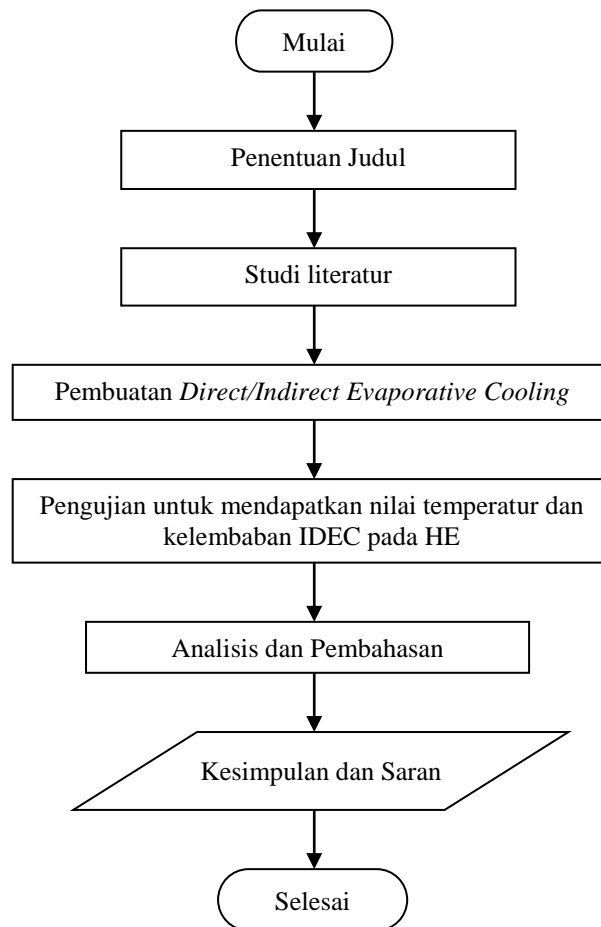 Mulai
Penentuan Judul
Studi literatur
Pembuatan Direct/Indirect Evaporative Cooling
Pengujian untuk mendapatkan nilai temperatur dan
kelembaban IDEC pada HE
Analisis dan Pembahasan
Kesimpulan dan Saran
Selesai